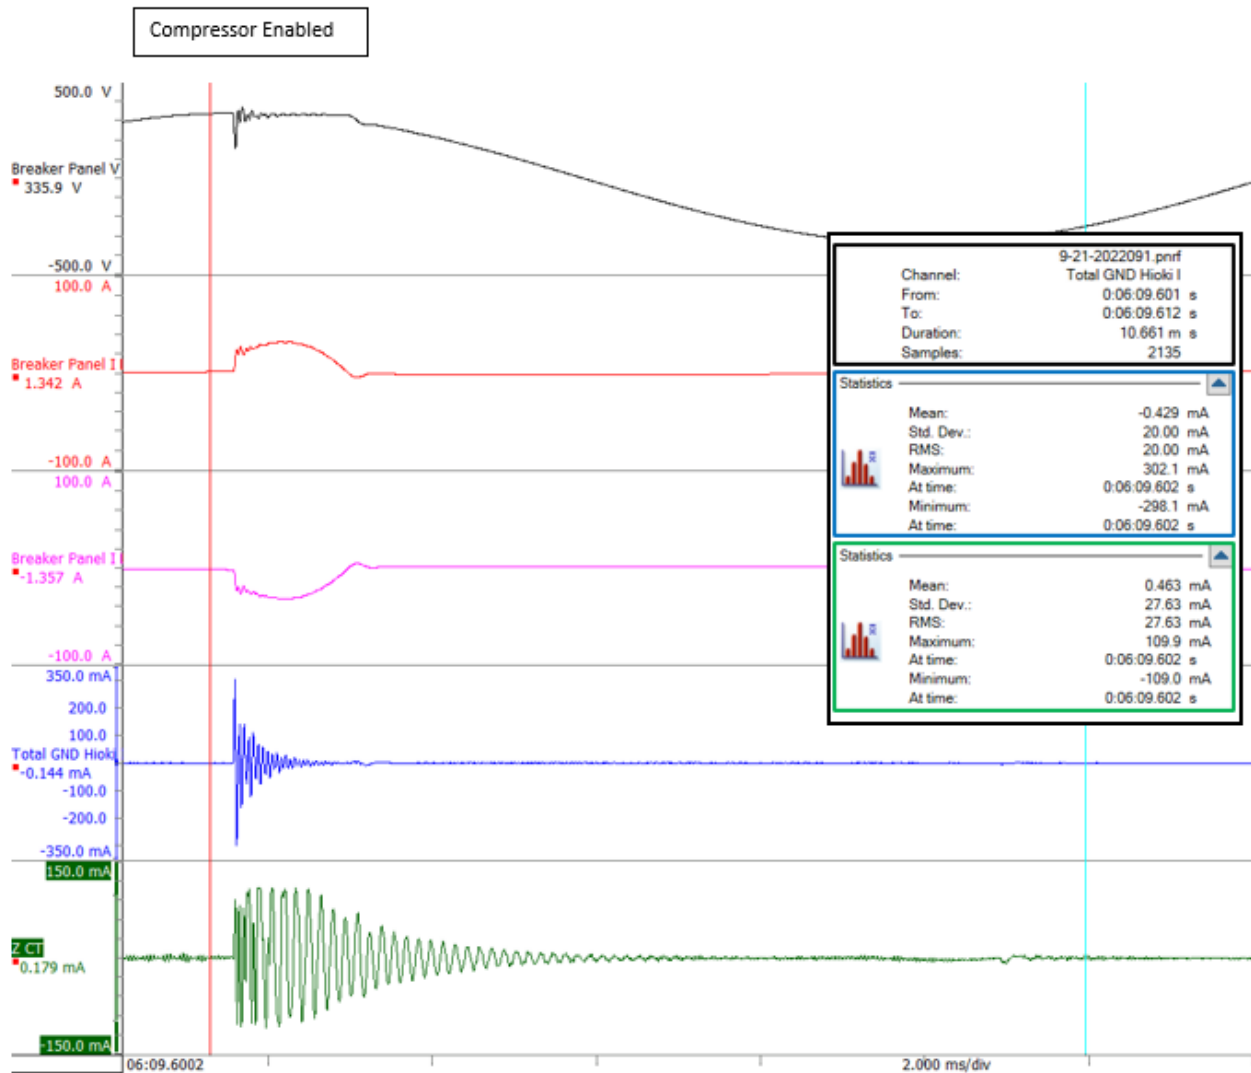 Compressor Enabled
500.0 V
Breaker Panel V
335.9 V
-500.0 V
100.0 A
Breaker Panel I
1.342 A
-100.0 A
100.0 A
Breaker Panel I
-1.357 A
-100.0 A
350.0 mA
200.0
100.0
Total GND Hioki
-0.144 mA
-100.0
-200.0
-350.0 mA
150.0 mA
Z CT
0.179 mA
-150.0 mA
06:09.6002
2.000 ms/div
9-21-2022091.pnrf
Channel: Total GND Hioki I
From: 0:06:09.601 s
To: 0:06:09.612 s
Duration: 10.661 m s
Samples: 2135
Statistics
Mean: -0.429 mA
Std. Dev.: 20.00 mA
RMS: 20.00 mA
Maximum: 302.1 mA
At time: 0:06:09.602 s
Minimum: -298.1 mA
At time: 0:06:09.602 s
Statistics
Mean: 0.463 mA
Std. Dev.: 27.63 mA
RMS: 27.63 mA
Maximum: 109.9 mA
At time: 0:06:09.602 s
Minimum: -109.0 mA
At time: 0:06:09.602 s